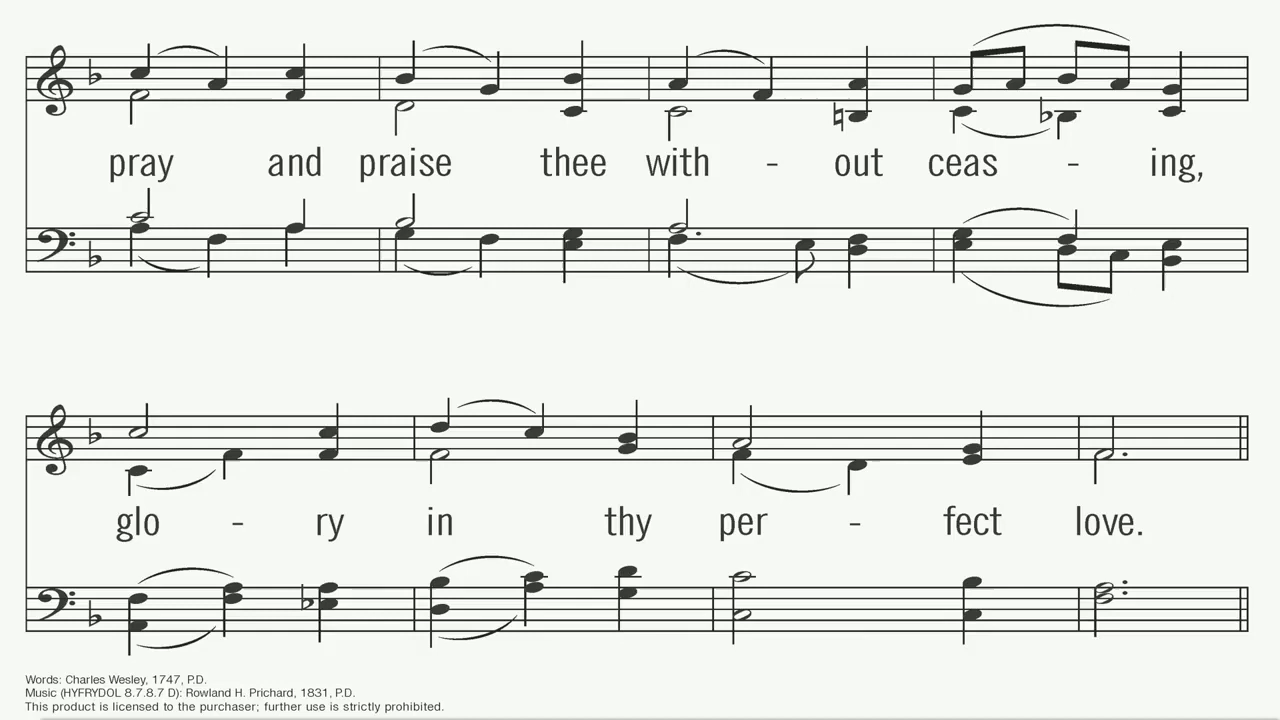 pray and praise thee with - out ceas - ing,
glo - ry in thy per - fect love.
Words: Charles Wesley, 1747, P.D.
Music (HYFRYDOL 8.7.8.7 D): Rowland H. Prichard, 1831, P.D.
This product is licensed to the purchaser; further use is strictly prohibited.